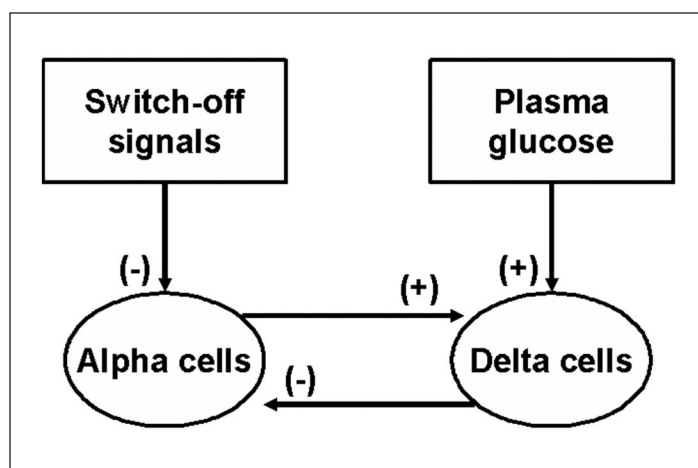 Switch-off
signals
Plasma
glucose
(-)
(+)
(+)
Alpha cells
Delta cells
(-)